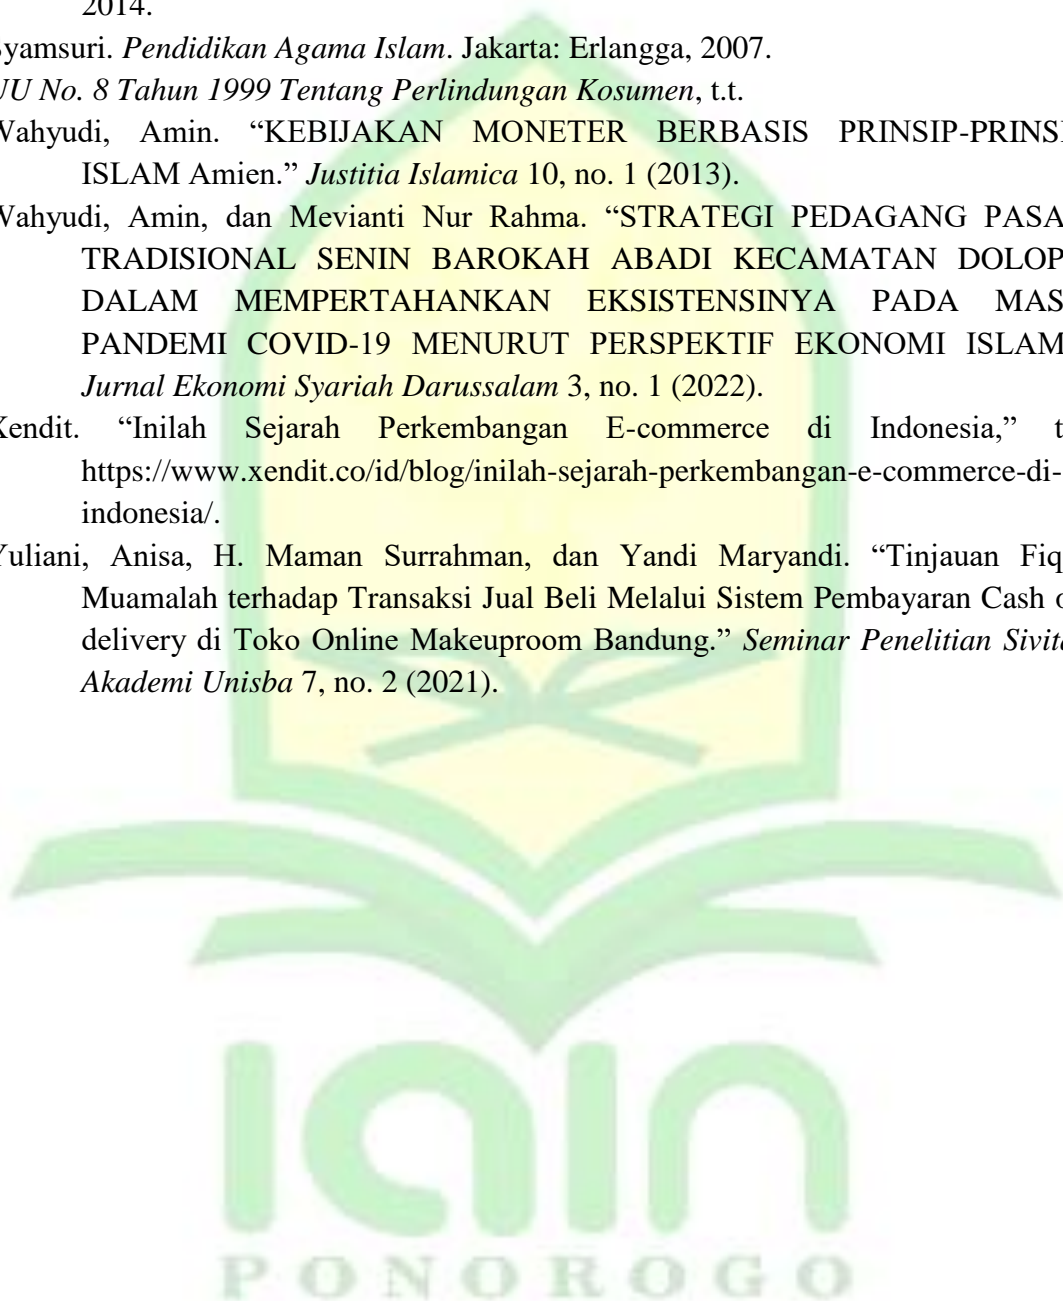 2014.
Syamsuri. Pendidikan Agama Islam. Jakarta: Erlangga, 2007.
UU No. 8 Tahun 1999 Tentang Perlindungan Kosumen, t.t.
Wahyudi, Amin. “KEBIJAKAN MONETER BERBASIS PRINSIP-PRINSI
ISLAM Amien.” Justitia Islamica 10, no. 1 (2013).
Wahyudi, Amin, dan Mevianti Nur Rahma. “STRATEGI PEDAGANG PASA
TRADISIONAL SENIN BAROKAH ABADI KECAMATAN DOLOP
DALAM MEMPERTAHANKAN EKSISTENSINYA PADA MAS
PANDEMI COVID-19 MENURUT PERSPEKTIF EKONOMI ISLAM
Jurnal Ekonomi Syariah Darussalam 3, no. 1 (2022).
Xendit. “Inilah Sejarah Perkembangan E-commerce di Indonesia,” t
https://www.xendit.co/id/blog/inilah-sejarah-perkembangan-e-commerce-di-
indonesia/.
Yuliani, Anisa, H. Maman Surrahman, dan Yandi Maryandi. “Tinjauan Fiq
Muamalah terhadap Transaksi Jual Beli Melalui Sistem Pembayaran Cash o
delivery di Toko Online Makeuproom Bandung.” Seminar Penelitian Sivita
Akademi Unisba 7, no. 2 (2021).
iain
PONOROGO